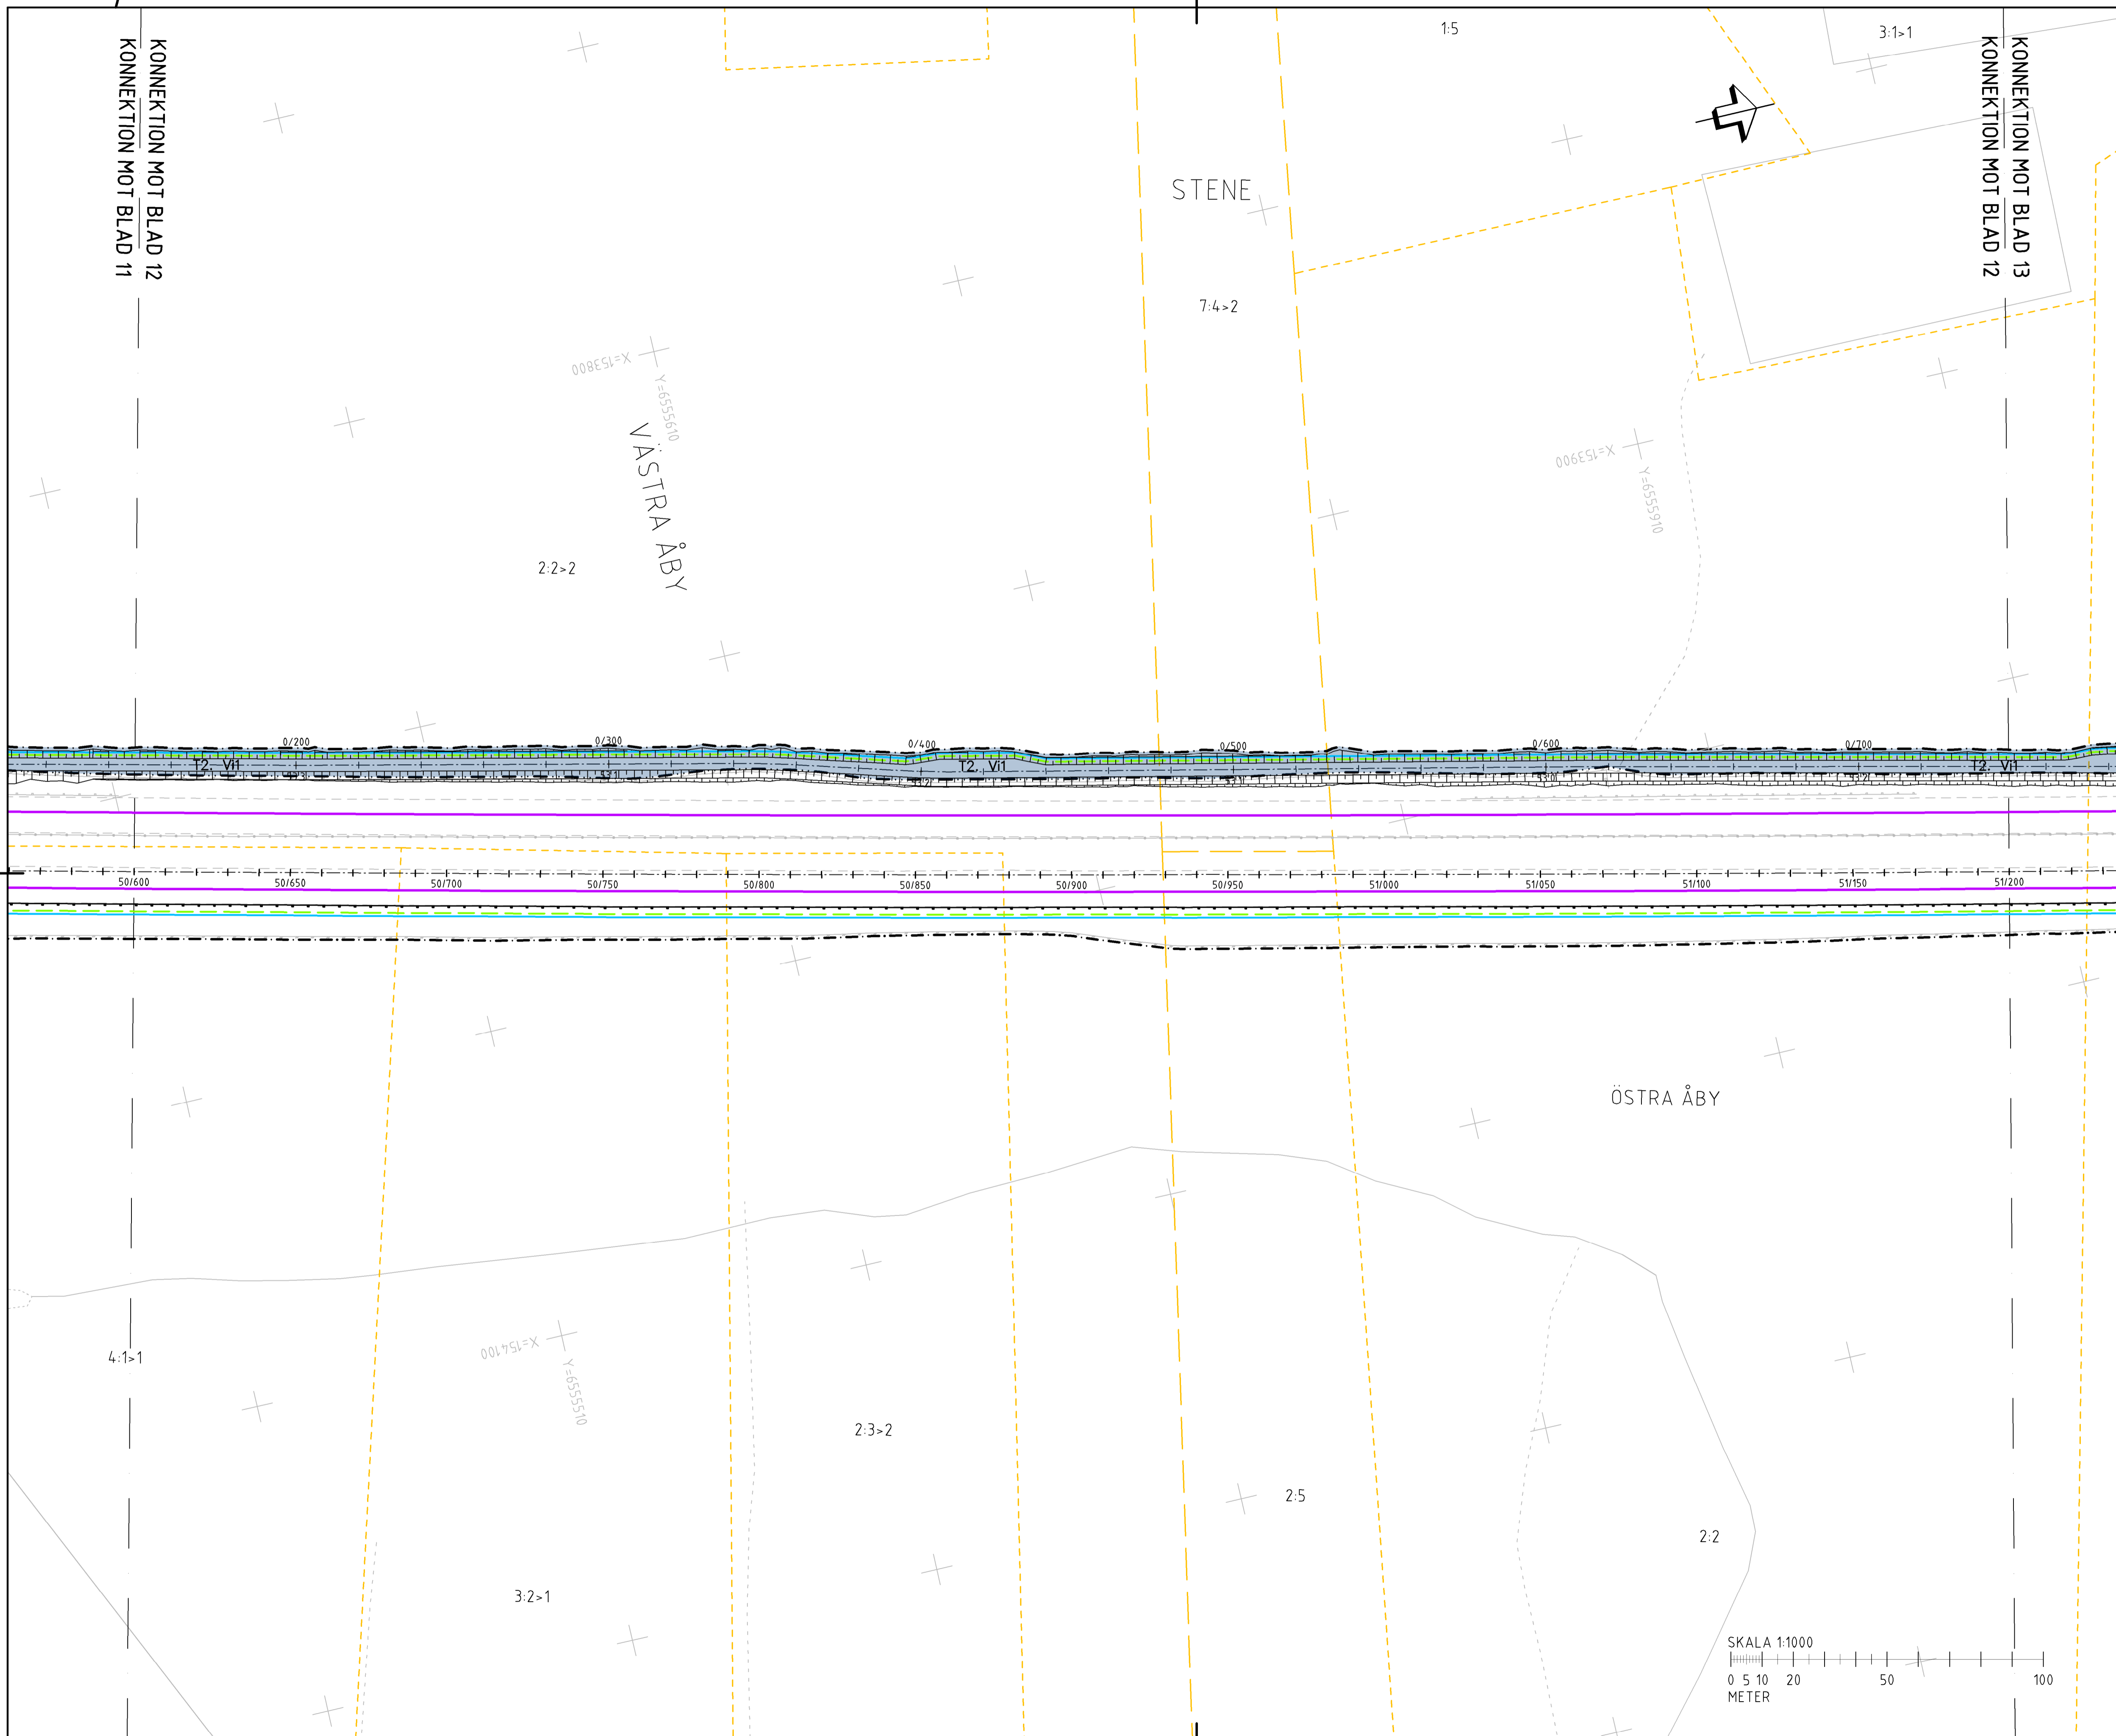 KONNEKTION MOT BLAD 12
KONNEKTION MOT BLAD 11
1:5
3:1>1
KONNEKTION MOT BLAD 13
KONNEKTION MOT BLAD 12
STENE
7:4>2
X=153800
Y=6555610
VÄSTRA ÅBY
X=153900
Y=6555910
2:2>2
0/200
0/300
0/400
0/500
0/600
0/700
T2. Vi1
T2. Vi1
T2. Vi1
50/600
50/650
50/700
50/750
50/800
50/850
50/900
50/950
51/000
51/050
51/100
51/150
51/200
ÖSTRA ÅBY
X=154100
Y=6555510
4:1>1
2:3>2
2:5
2:2
3:2>1
SKALA 1:1000
0 5 10 20 50 100
METER